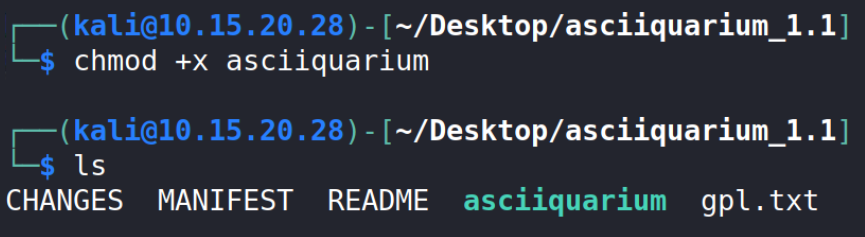 ┌──(kali@10.15.20.28)-[~/Desktop/asciiquarium_1.1]
└─$ chmod +x asciiquarium
┌──(kali@10.15.20.28)-[~/Desktop/asciiquarium_1.1]
└─$ ls
CHANGES  MANIFEST  README  asciiquarium  gpl.txt